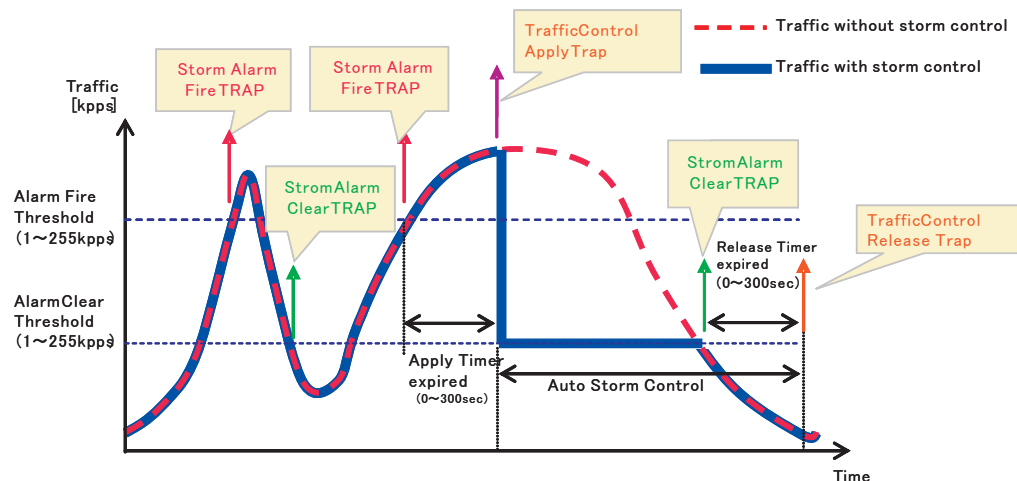 Traffic without storm control
Traffic with storm control
TrafficControl
ApplyTrap
Storm Alarm
FireTRAP
Storm Alarm
FireTRAP
Traffic
[kpps]
StromAlarm
ClearTRAP
StromAlarm
ClearTRAP
Alarm Fire
Threshold
(1～255kpps)
TrafficControl
Release Trap
Release Timer
expired
(0～300sec)
AlarmClear
Threshold
(1～255kpps)
Apply Timer
expired
(0～300sec)
Auto Storm Control
Time